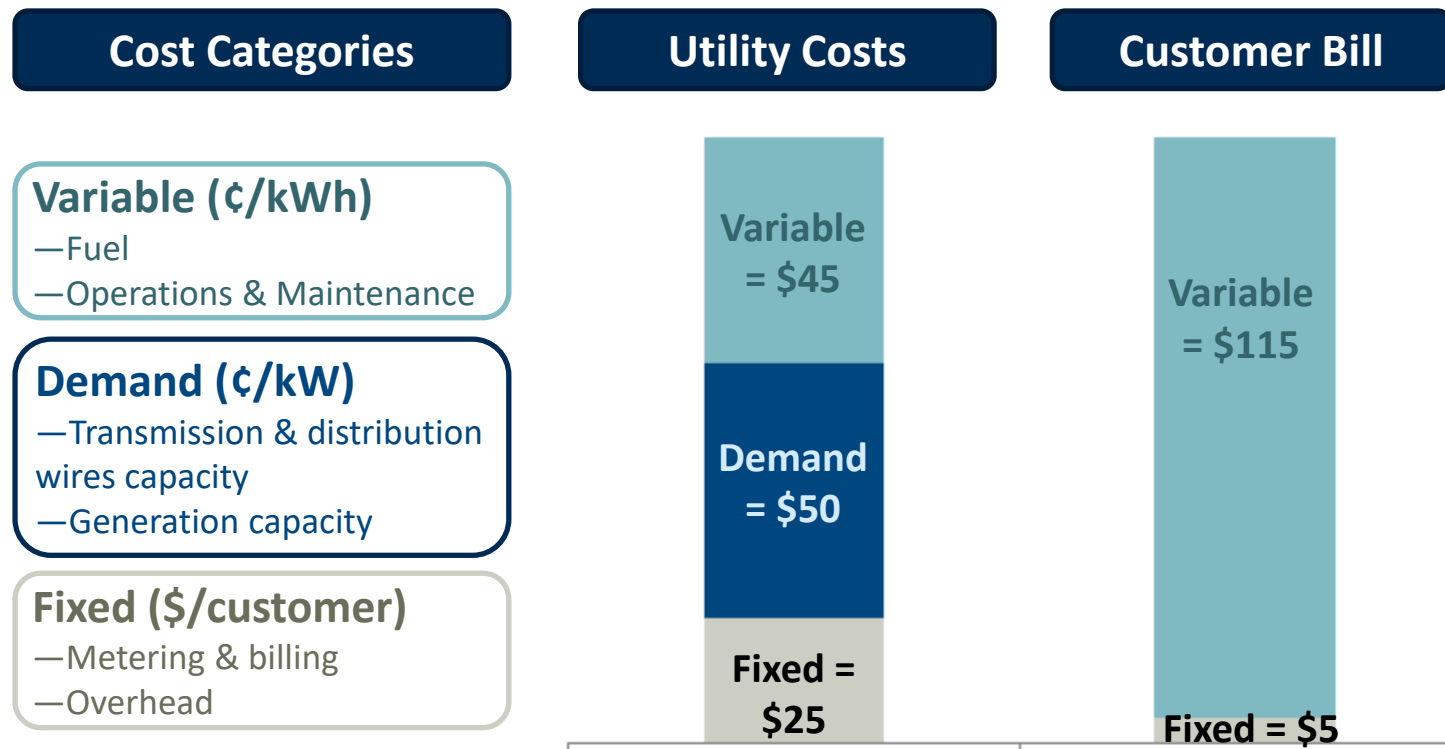 Cost Categories
Utility Costs
Customer Bill
Variable (¢/kWh)
—Fuel
—Operations & Maintenance
Demand (¢/kW)
—Transmission & distribution
wires capacity
—Generation capacity
Fixed ($/customer)
—Metering & billing
—Overhead
Variable
= $45
Demand
= $50
Fixed =
$25
Variable
= $115
Fixed = $5